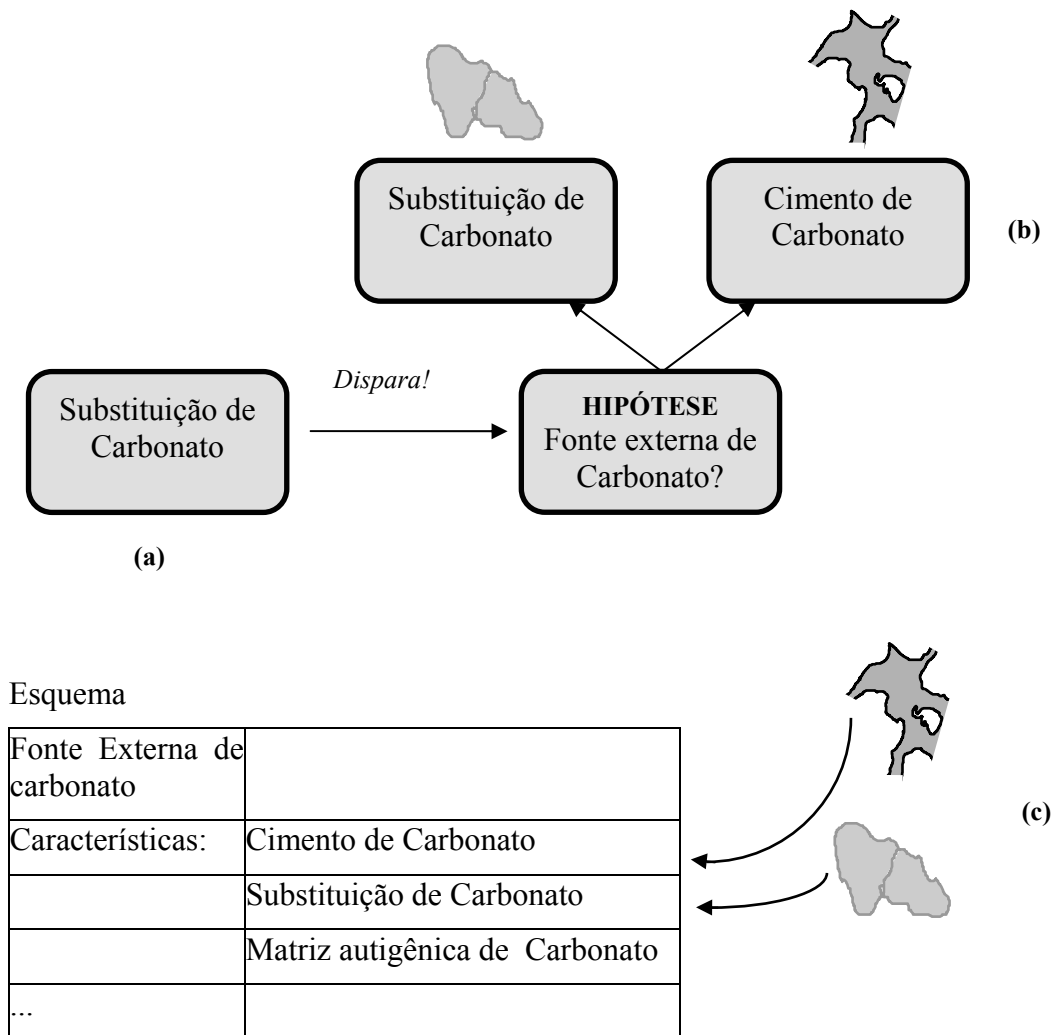 Substituição de
Carbonato
Cimento de
Carbonato
(b)
Substituição de
Carbonato
Dispara!
HIPÓTESE
Fonte externa de
Carbonato?
(a)
Esquema
Fonte Externa de
carbonato
Características:
Cimento de Carbonato
Substituição de Carbonato
Matriz autigênica de Carbonato
...
(c)